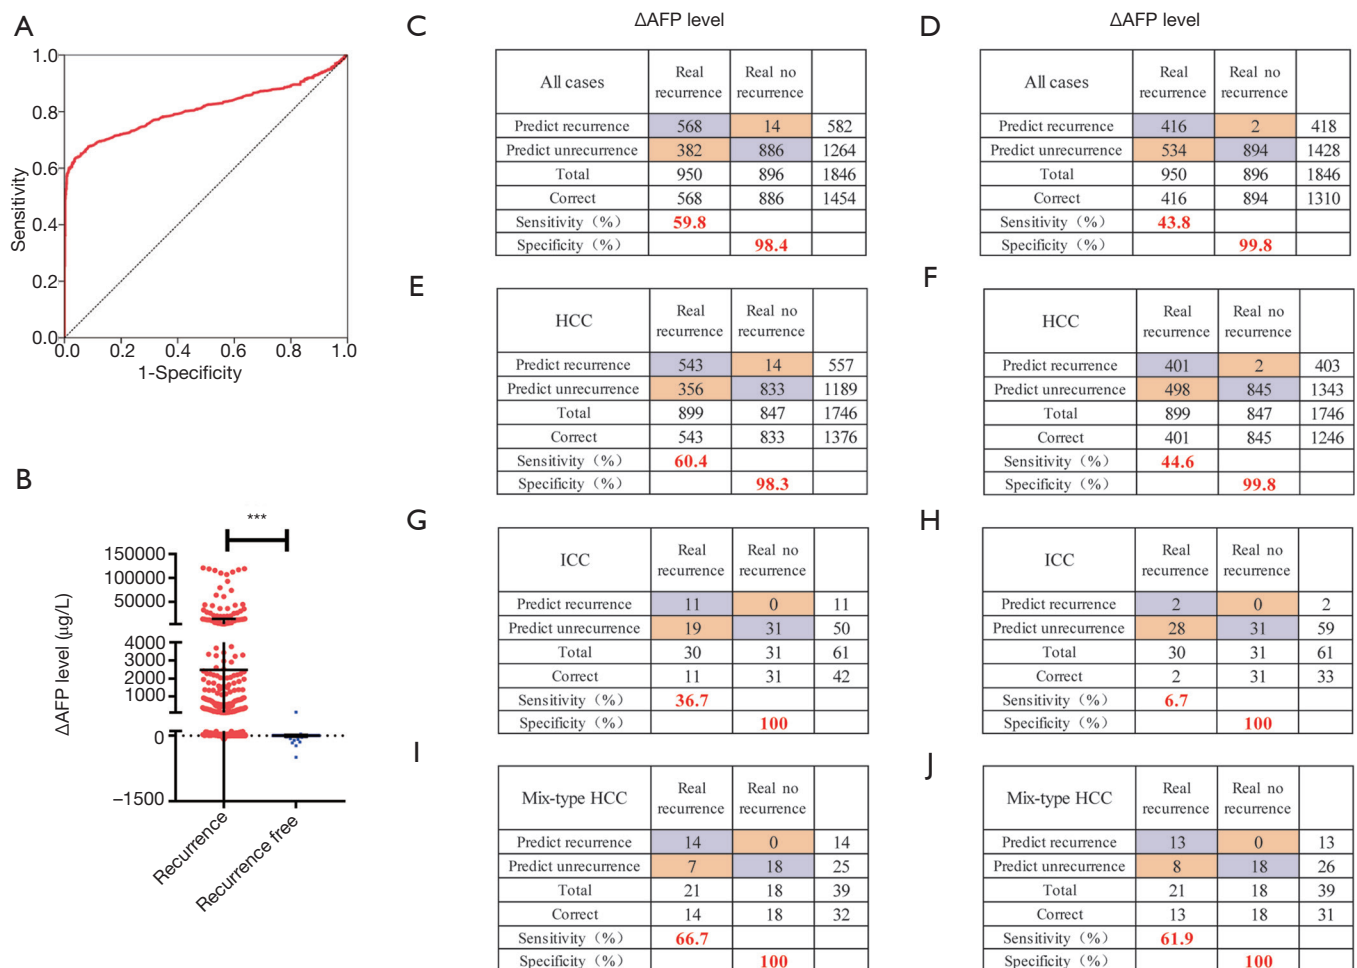 A
1.0
0.8
0.6
0.4
0.2
0.0
0.0 0.2 0.4 0.6 0.8 1.0
Sensitivity
1-Specificity
B
***
150000
100000
50000
4000
3000
2000
1000
0
−1500
ΔAFP level (μg/L)
Recurrence
Recurrence free
C
ΔAFP level
All cases Real recurrence Real no recurrence
Predict recurrence 568 14 582
Predict unrecurrence 382 886 1264
Total 950 896 1846
Correct 568 886 1454
Sensitivity（%） 59.8
Specificity（%） 98.4
D
ΔAFP level
All cases Real recurrence Real no recurrence
Predict recurrence 416 2 418
Predict unrecurrence 534 894 1428
Total 950 896 1846
Correct 416 894 1310
Sensitivity（%） 43.8
Specificity（%） 99.8
E
HCC Real recurrence Real no recurrence
Predict recurrence 543 14 557
Predict unrecurrence 356 833 1189
Total 899 847 1746
Correct 543 833 1376
Sensitivity（%） 60.4
Specificity（%） 98.3
F
HCC Real recurrence Real no recurrence
Predict recurrence 401 2 403
Predict unrecurrence 498 845 1343
Total 899 847 1746
Correct 401 845 1246
Sensitivity（%） 44.6
Specificity（%） 99.8
G
ICC Real recurrence Real no recurrence
Predict recurrence 11 0 11
Predict unrecurrence 19 31 50
Total 30 31 61
Correct 11 31 42
Sensitivity（%） 36.7
Specificity（%） 100
H
ICC Real recurrence Real no recurrence
Predict recurrence 2 0 2
Predict unrecurrence 28 31 59
Total 30 31 61
Correct 2 31 33
Sensitivity（%） 6.7
Specificity（%） 100
I
Mix-type HCC Real recurrence Real no recurrence
Predict recurrence 14 0 14
Predict unrecurrence 7 18 25
Total 21 18 39
Correct 14 18 32
Sensitivity（%） 66.7
Specificity（%） 100
J
Mix-type HCC Real recurrence Real no recurrence
Predict recurrence 13 0 13
Predict unrecurrence 8 18 26
Total 21 18 39
Correct 13 18 31
Sensitivity（%） 61.9
Specificity（%） 100